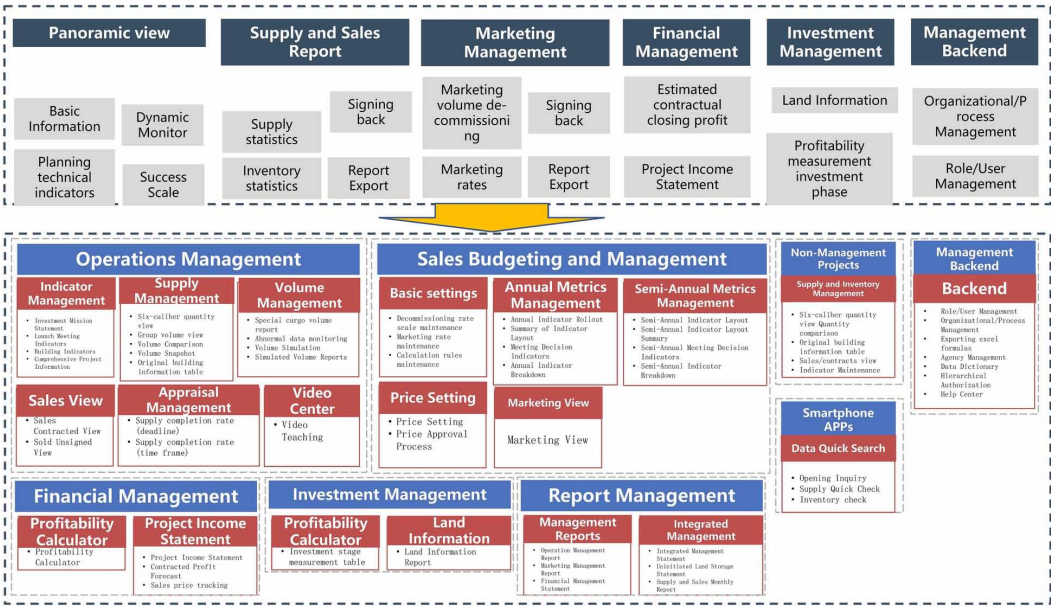 Panoramic view
Supply and Sales
Report
Marketing
Management
Financial
Management
Investment
Management
Management
Backend
Basic
Information
Dynamic
Monitor
Planning
technical
indicators
Success
Scale
Supply
statistics
Signing
back
Inventory
statistics
Report
Export
Marketing
volume de-
commissioni
ng
Signing
back
Marketing
rates
Report
Export
Estimated
contractual
closing profit
Project Income
Statement
Land Information
Profitability
measurement
investment
phase
Organizational/P
rocess
Management
Role/User
Management
Operations Management
Indicator
Management
• Investment Mission
Statement
• Launch Meeting
Indicators
• Building Indicators
• Comprehensive Project
Information
Supply
Management
• Six-caliber quantity
view
• Group volume view
• Volume Comparison
• Volume Snapshot
• Original building
information table
Volume
Management
• Special cargo volume
report
• Abnormal data monitoring
• Volume Simulation
• Simulated Volume Reports
Sales View
• Sales
Contracted View
• Sold Unsigned
View
Appraisal
Management
• Supply completion rate
(deadline)
• Supply completion rate
(time frame)
Video
Center
• Video
Teaching
Sales Budgeting and Management
Basic settings
• Decommissioning rate
scale maintenance
• Marketing rate
maintenance
• Calculation rules
maintenance
Annual Metrics
Management
• Annual Indicator Rollout
• Summary of Indicator
Layout
• Meeting Decision
Indicators
• Annual Indicator
Breakdown
Semi-Annual Metrics
Management
• Semi-Annual Indicator Layout
• Semi-Annual Indicator Layout
Summary
• Semi-Annual Meeting Decision
Indicators
• Semi-Annual Indicator
Breakdown
Price Setting
• Price Setting
• Price Approval
Process
Marketing View
Marketing View
Non-Management
Projects
Supply and Inventory
Management
• Six-caliber quantity
view Quantity
comparison
• Original building
information table
• Sales/contracts view
• Indicator Maintenance
Management
Backend
Backend
• Role/User Management
• Organizational/Process
Management
• Exporting excel
formulas
• Agency Management
• Data Dictionary
• Hierarchical
Authorization
• Help Center
Smartphone
APPs
Data Quick Search
• Opening Inquiry
• Supply Quick Check
• Inventory check
Financial Management
Profitability
Calculator
• Profitability
Calculator
Project Income
Statement
• Project Income Statement
• Contracted Profit
Forecast
• Sales price tracking
Investment Management
Profitability
Calculator
• Investment stage
measurement table
Land
Information
• Land Information
Report
Report Management
Management
Reports
• Operation Management
Report
• Marketing Management
Report
• Financial Management
Statement
Integrated
Management
• Integrated Management
Statement
• Uninitiated Land Storage
Statement
• Supply and Sales Monthly
Report